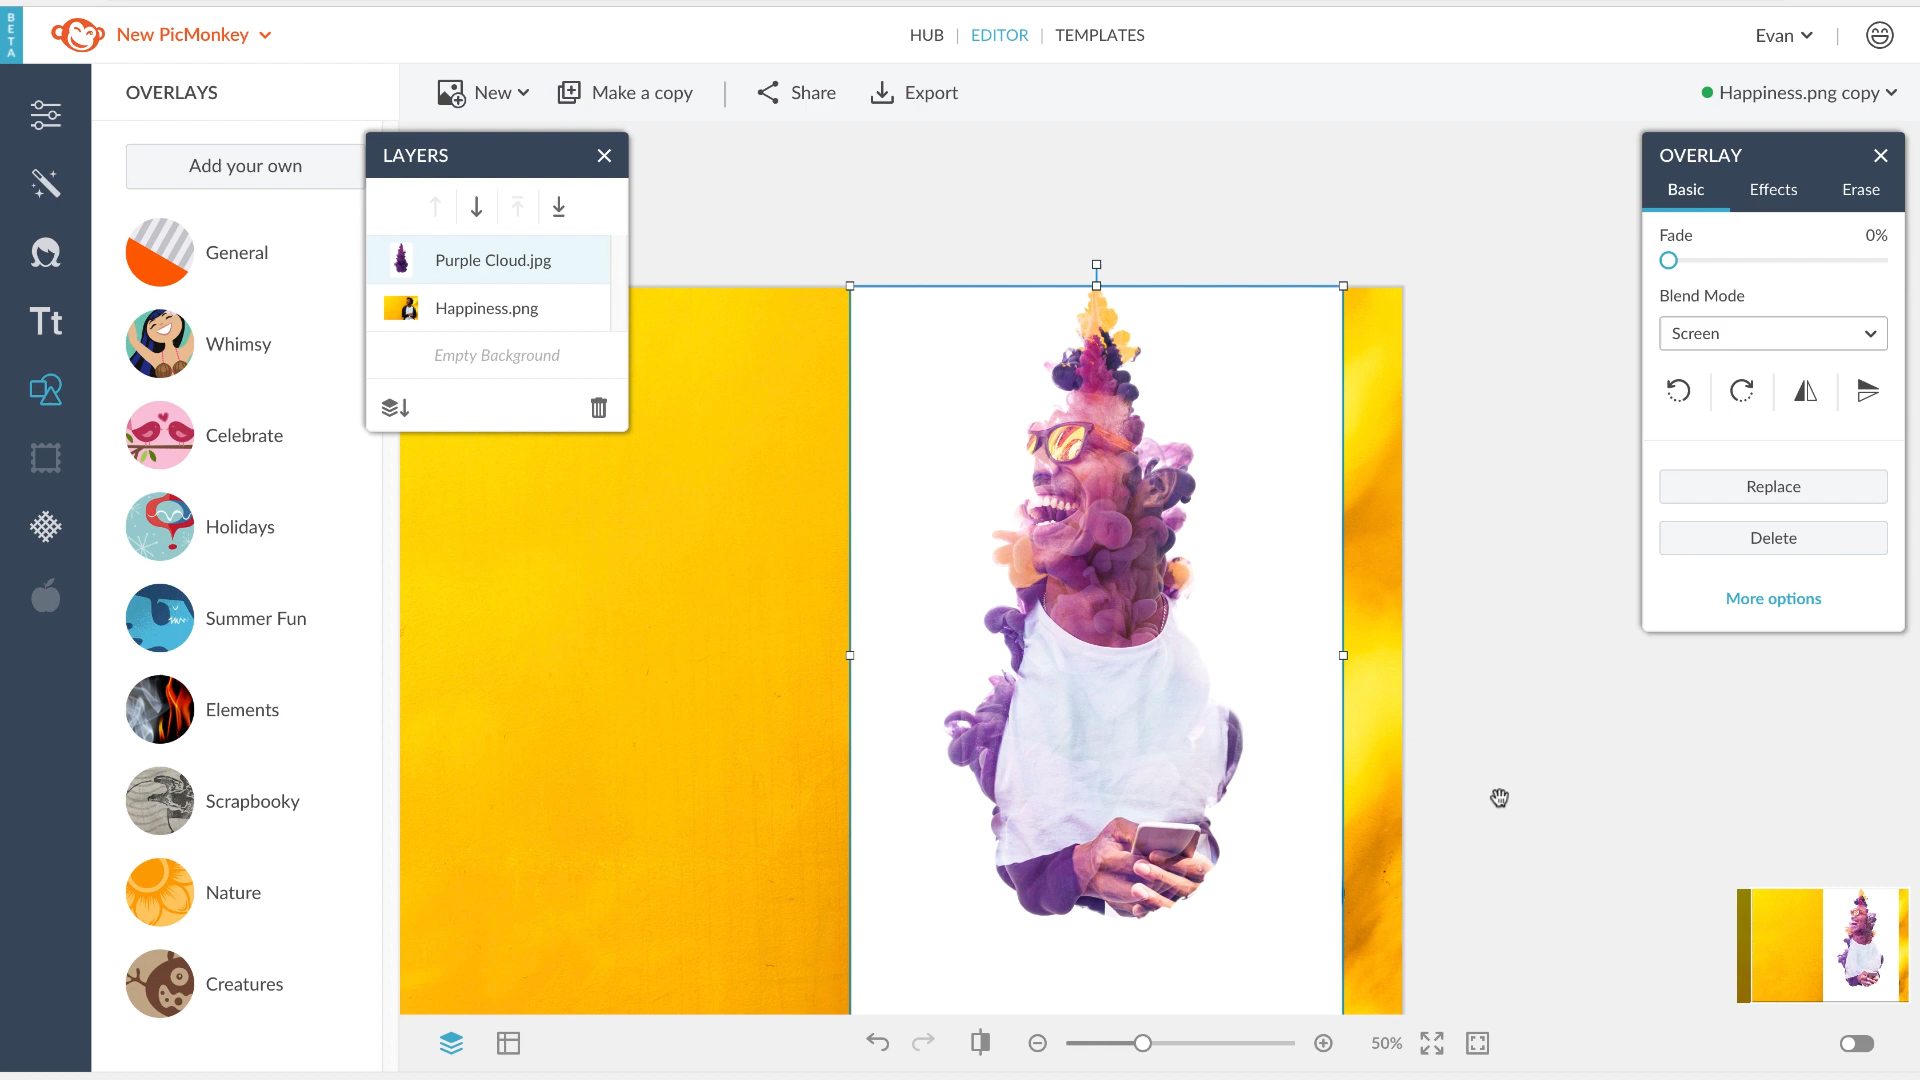 BETA
New PicMonkey
HUB | EDITOR | TEMPLATES
Evan
OVERLAYS
New
Make a copy
Share
Export
Happiness.png copy
Add your own
General
Whimsy
Celebrate
Holidays
Summer Fun
Elements
Scrapbooky
Nature
Creatures
Tt
LAYERS
Purple Cloud.jpg
Happiness.png
Empty Background
OVERLAY
Basic Effects Erase
Fade 0%
Blend Mode
Screen
Replace
Delete
More options
50%